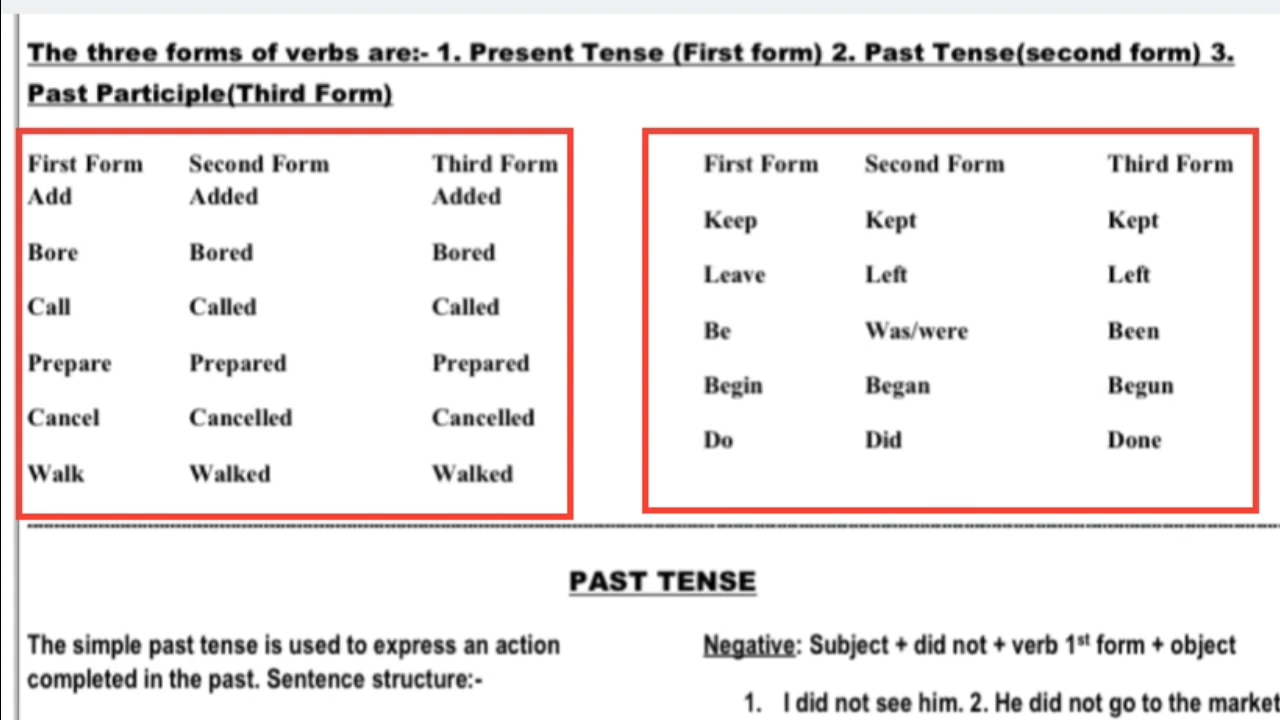 The three forms of verbs are:- 1. Present Tense (First form) 2. Past Tense(second form) 3.
Past Participle(Third Form)
First Form Second Form Third Form
Add Added Added
Bore Bored Bored
Call Called Called
Prepare Prepared Prepared
Cancel Cancelled Cancelled
Walk Walked Walked
First Form Second Form Third Form
Keep Kept Kept
Leave Left Left
Be Was/were Been
Begin Began Begun
Do Did Done
PAST TENSE
The simple past tense is used to express an action
completed in the past. Sentence structure:-
Negative: Subject + did not + verb 1st form + object
1. I did not see him. 2. He did not go to the market